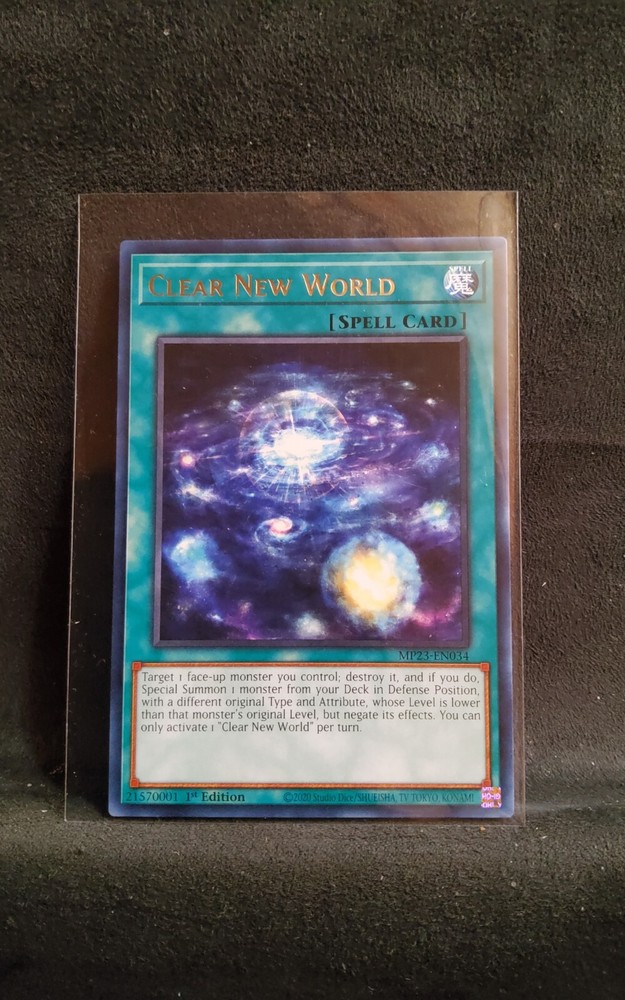 Clear New World
SPELL
魔
[Spell Card]
MP23-EN034
Target 1 face-up monster you control; destroy it, and if you do,
Special Summon 1 monster from your Deck in Defense Position,
with a different original Type and Attribute, whose Level is lower
than that monster's original Level, but negate its effects. You can
only activate 1 "Clear New World" per turn.
21570001 1st Edition ©2020 Studio Dice/SHUEISHA, TV TOKYO, KONAMI